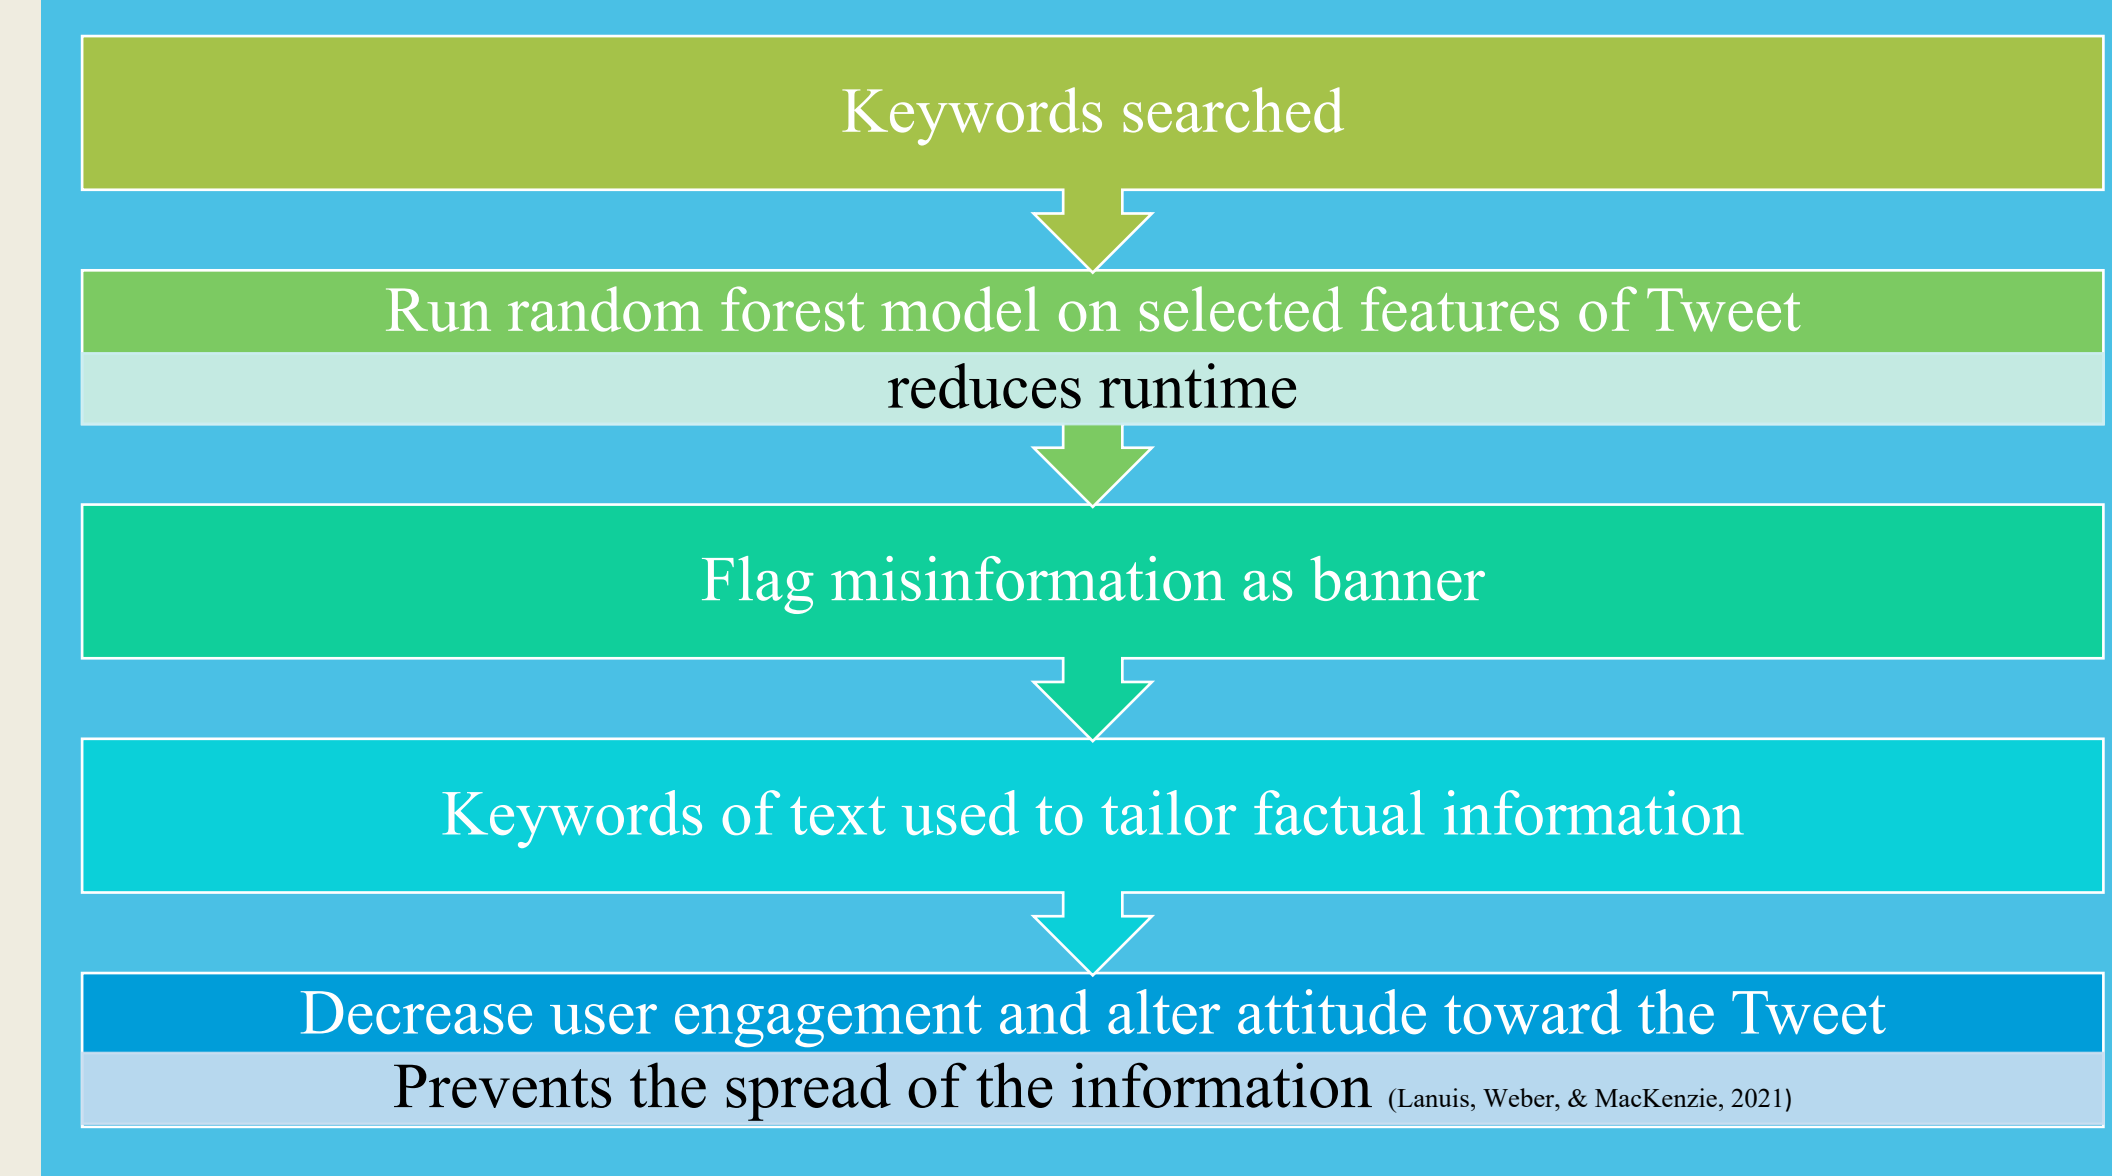 Keywords searched
Run random forest model on selected features of Tweet
reduces runtime
Flag misinformation as banner
Keywords of text used to tailor factual information
Decrease user engagement and alter attitude toward the Tweet
Prevents the spread of the information (Lanuis, Weber, & MacKenzie, 2021)